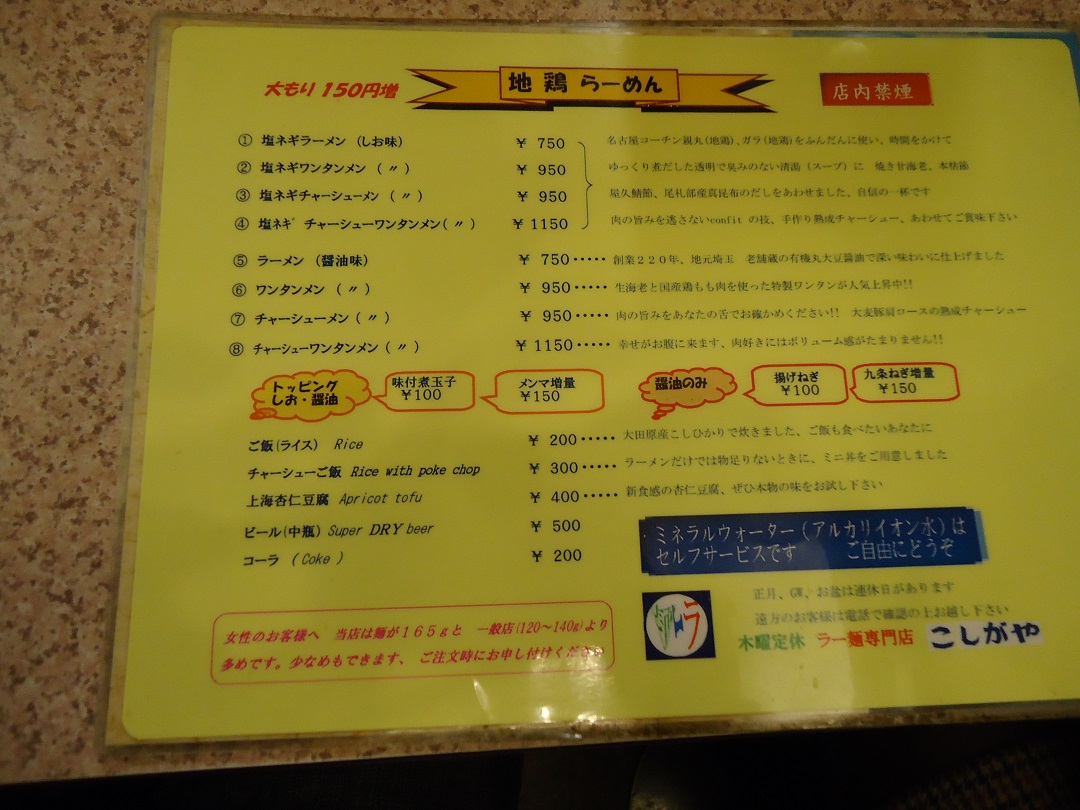 大もり 150円増
地鶏らーめん
店内禁煙
① 塩ネギラーメン (しお味) ￥ 750
② 塩ネギワンタンメン ( 〃 ) ￥ 950
③ 塩ネギチャーシューメン ( 〃 ) ￥ 950
④ 塩ネギ チャーシューワンタンメン( 〃 ) ￥ 1150
名古屋コーチン親丸(地鶏)、ガラ(地鶏)をふんだんに使い、時間をかけて
ゆっくり煮だした透明で臭みのない清湯 (スープ) に 焼き甘海老、本枯節
屋久鯖節、尾札部産真昆布のだしをあわせました、自信の一杯です
肉の旨みを逃さないconfit の技、手作り熟成チャーシュー、あわせてご賞味下さい
⑤ ラーメン (醤油味) ￥ 750・・・・・ 創業２２０年、地元埼玉 老舗蔵の有機丸大豆醤油で深い味わいに仕上げました
⑥ ワンタンメン ( 〃 ) ￥ 950・・・・・ 生海老と国産鶏もも肉を使った特製ワンタンが人気上昇中!!
⑦ チャーシューメン ( 〃 ) ￥ 950・・・・・ 肉の旨みをあなたの舌でお確かめください!! 大麦豚肩ロースの熟成チャーシュー
⑧ チャーシューワンタンメン ( 〃 ) ￥ 1150・・・・・ 幸せがお腹に来ます、肉好きにはボリューム感がたまりません!!
トッピング
しお・醤油
味付煮玉子
￥100
メンマ増量
￥150
醤油のみ
揚げねぎ
￥100
九条ねぎ増量
￥150
ご飯(ライス) Rice ￥ 200・・・・・ 大田原産こしひかりで炊きました、ご飯も食べたいあなたに
チャーシューご飯 Rice with poke chop ￥ 300・・・・・ ラーメンだけでは物足りないときに、ミニ丼をご用意しました
上海杏仁豆腐 Apricot tofu ￥ 400・・・・・ 新食感の杏仁豆腐、ぜひ本物の味をお試し下さい
ビール(中瓶) Super DRY beer ￥ 500
コーラ ( Coke ) ￥ 200
ミネラルウォーター (アルカリイオン水) は
セルフサービスです ご自由にどうぞ
正月、GW、お盆は連休日があります
遠方のお客様は電話で確認の上お越し下さい
木曜定休 ラー麺専門店 こしがや
女性のお客様へ 当店は麺が１６５ｇと 一般店(120～140g)より
多めです。少なめもできます、 ご注文時にお申し付けくださ